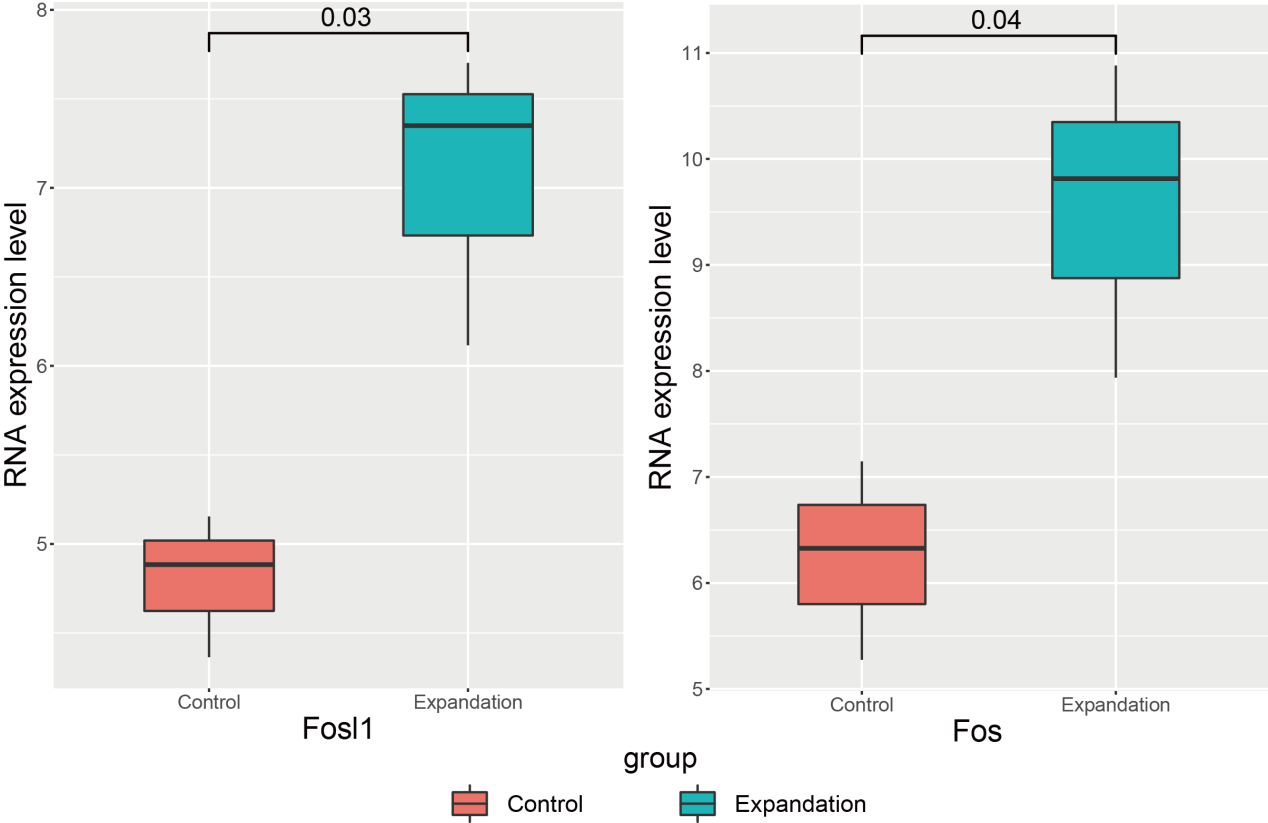 0.03
RNA expression level
8
7
6
5
Control Expandation
Fosl1
0.04
RNA expression level
11
10
9
8
7
6
5
Control Expandation
Fos
group
Control Expandation